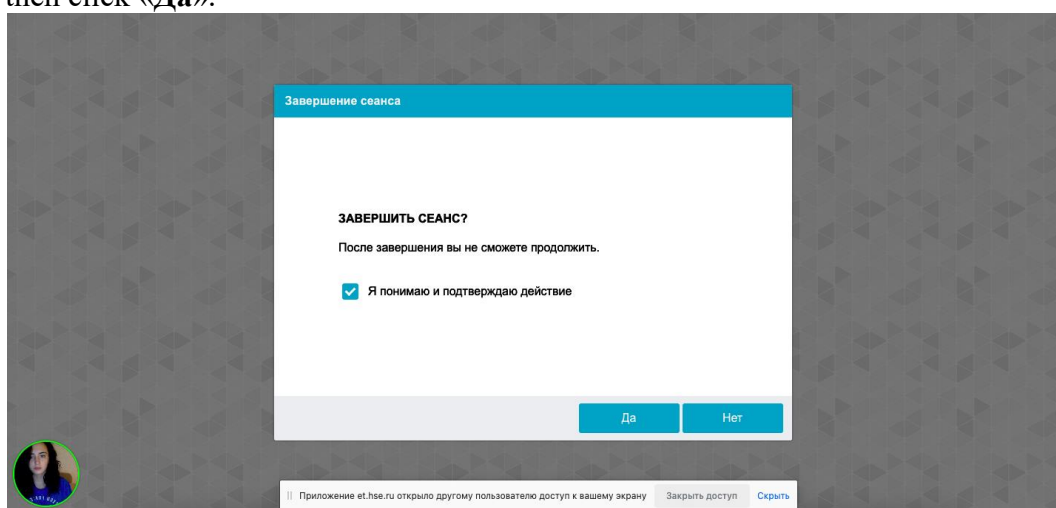 then click «Да».
Завершение сеанса
ЗАВЕРШИТЬ СЕАНС?
После завершения вы не сможете продолжить.
Я понимаю и подтверждаю действие
Да Нет
Приложение et.hse.ru открыло другому пользователю доступ к вашему экрану Закрыть доступ Скрыть